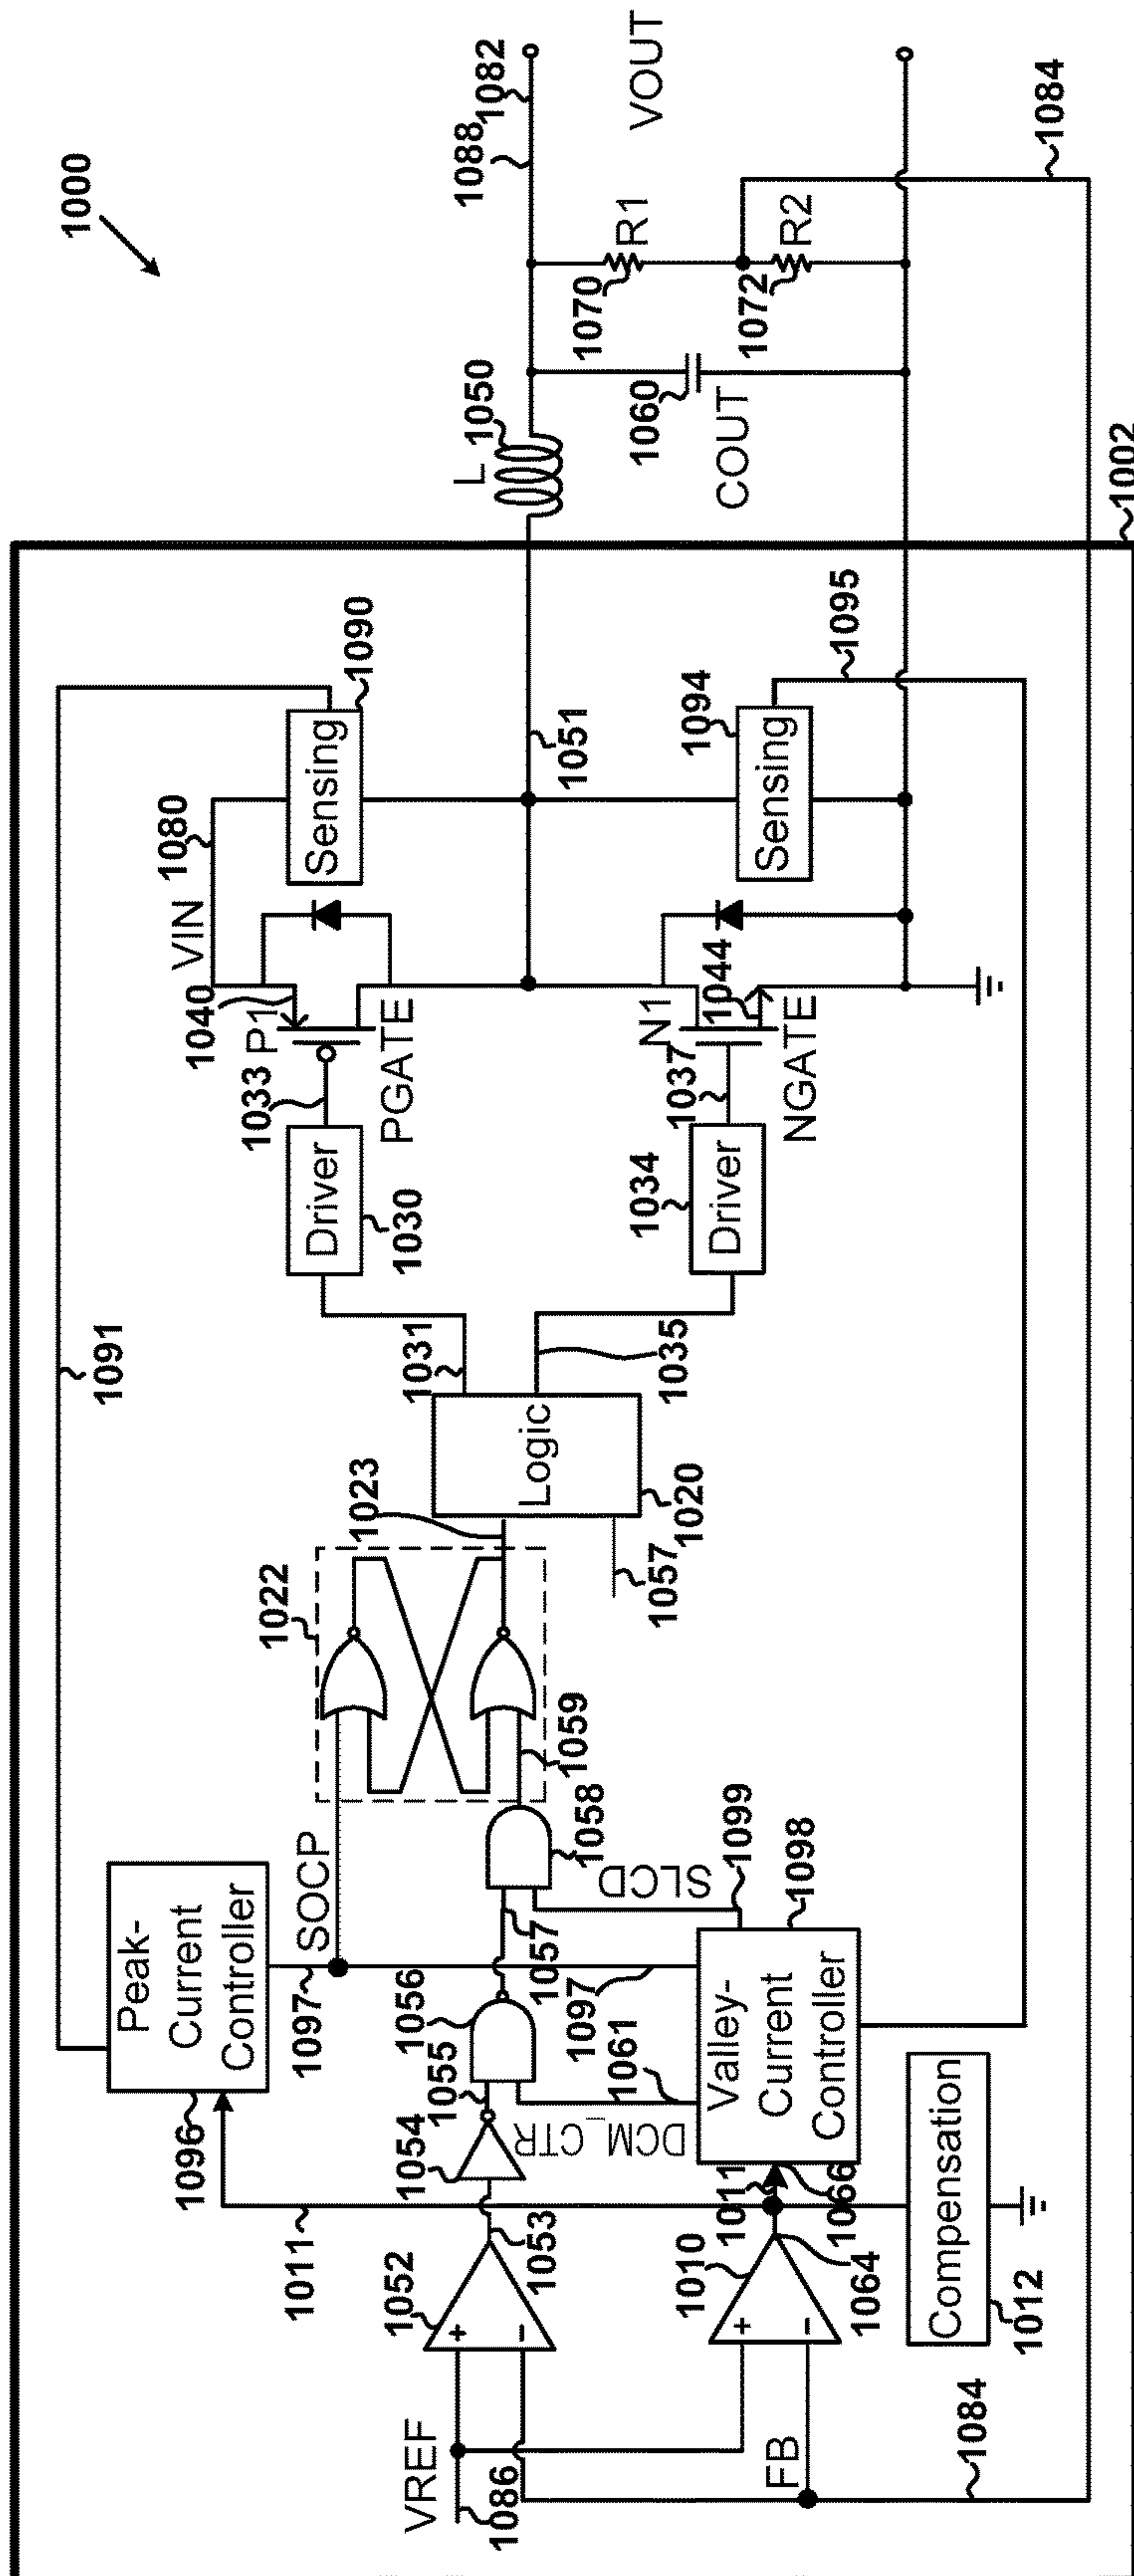 1000
1091
1080
VIN
1090
Sensing
1040
P1
1033
PGATE
Driver
1030
1031
1035
Logic
1020
1057
1023
1022
1059
1058
SOCP
1097
Peak-
Current
Controller
1096
1011
1056
1055
1054
1057
1097
1061
DCM_CTR
SLCD
1099
1098
Valley-
Current
Controller
1066
1011
1053
1052
+
-
VREF
1086
1010
1064
+
-
FB
1084
Compensation
1012
1034
Driver
1037
N1
1044
NGATE
1094
Sensing
1095
1051
L
1050
1088
1082
1070
R1
1072
R2
1060
COUT
VOUT
1084
1002